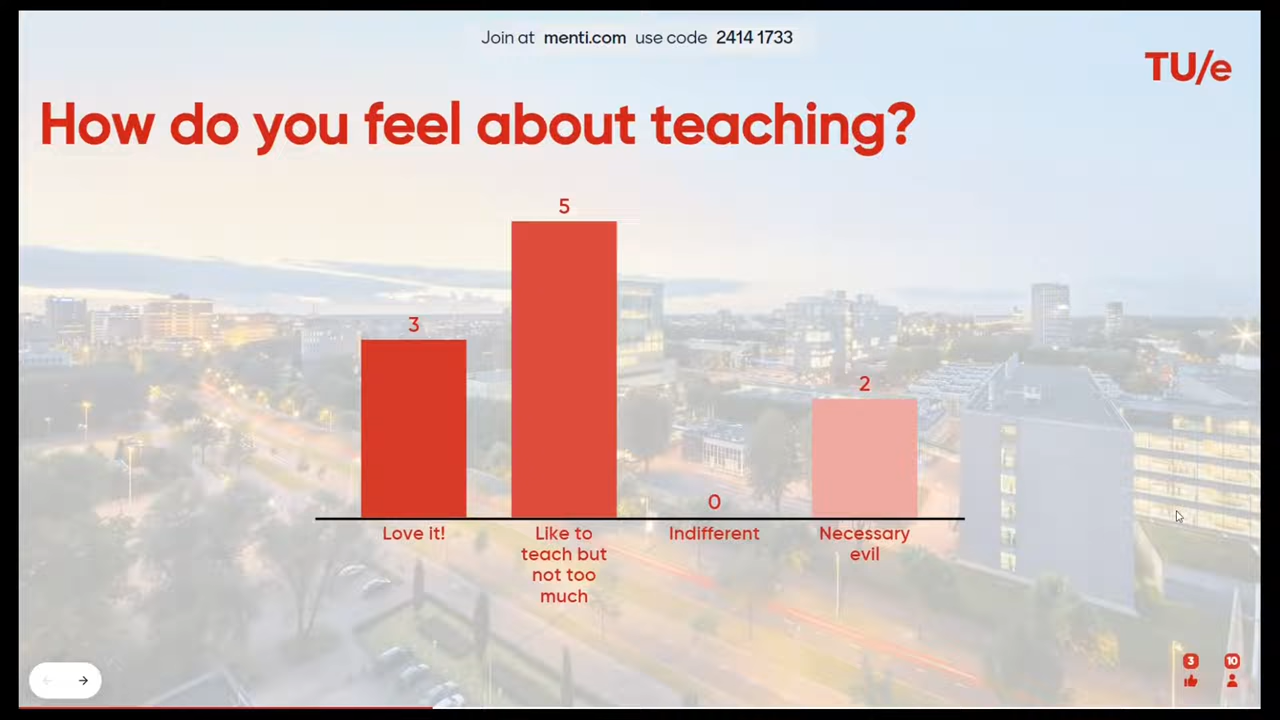 Join at menti.com use code 2414 1733
TU/e
How do you feel about teaching?
5
3
2
0
Love it!
Like to
teach but
not too
much
Indifferent
Necessary
evil
3
10